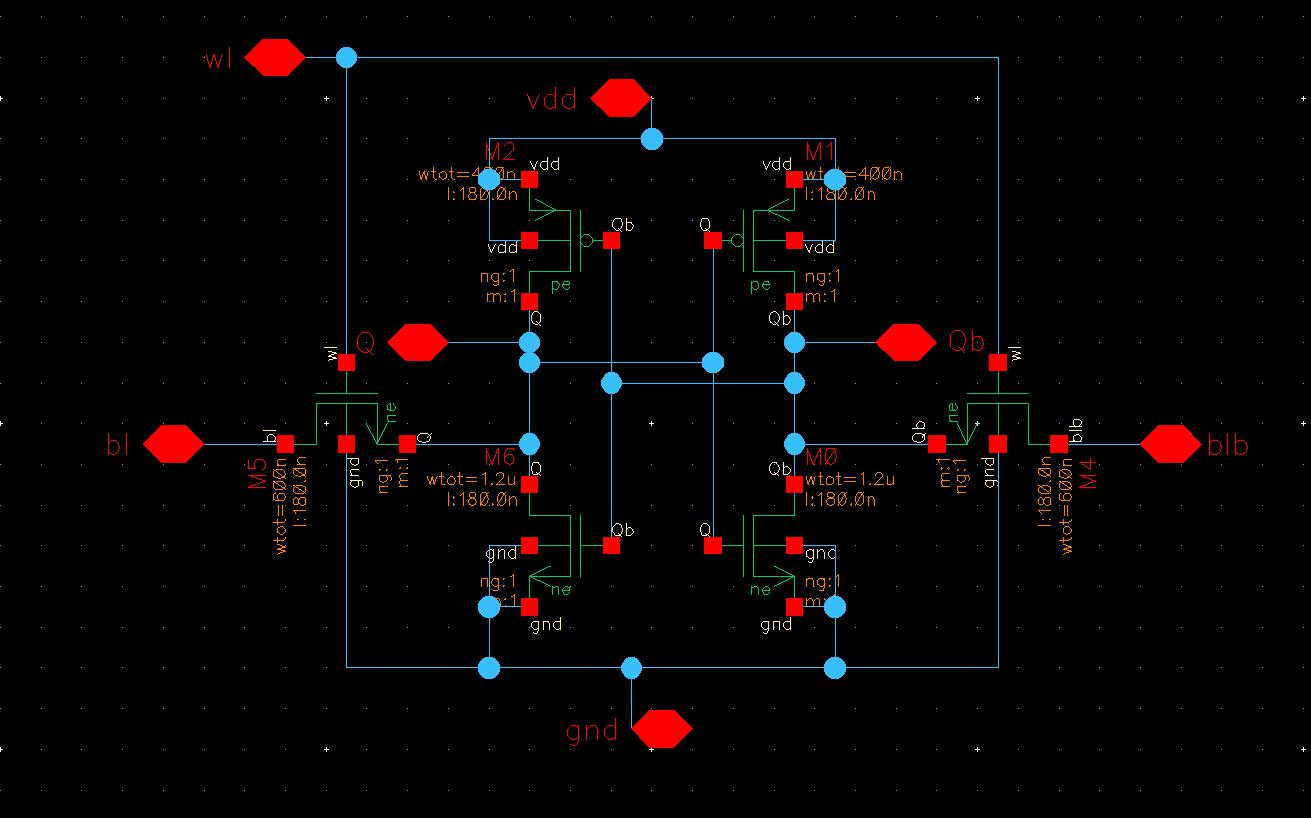 wl
vdd
M2
vdd
wtot=400n
l:180.0n
vdd
M1
wtot=400n
l:180.0n
Qb
Q
vdd
vdd
ng:1
m:1
pe
pe
ng:1
m:1
Q
Qb
Q
Qb
wl
wl
ne
ne
bl
bl
Q
Qb
blb
blb
M5
wtot=600n
l:180.0n
gnd
ng:1
m:1
M6
wtot=1.2u
l:180.0n
Q
Qb
M0
wtot=1.2u
l:180.0n
m:1
ng:1
gnd
l:180.0n
wtot=600n
M4
Qb
Q
gnd
gnd
ng:1
ne
ne
ng:1
gnd
gnd
gnd